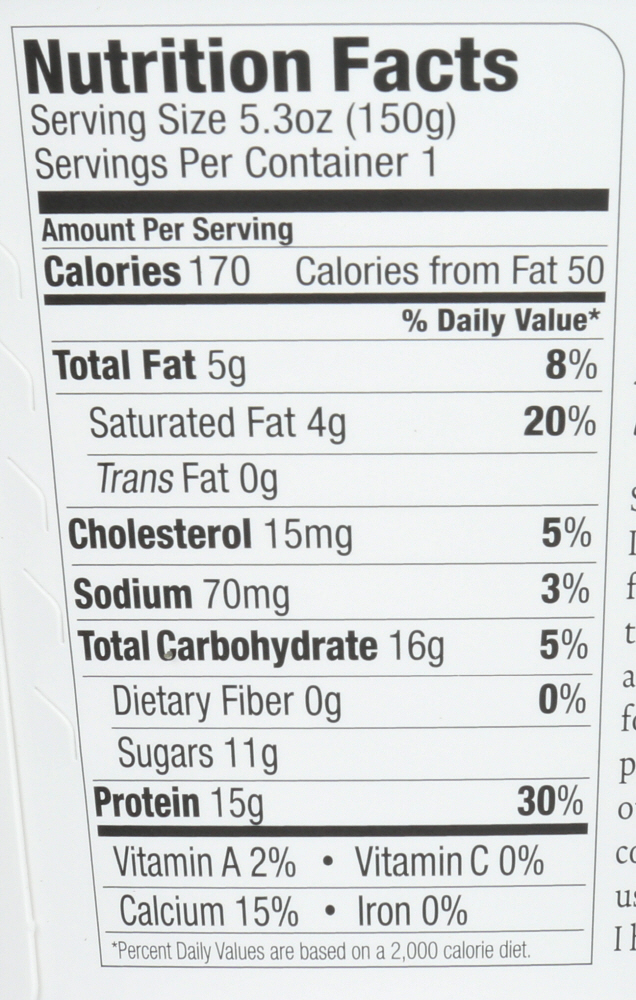 Nutrition Facts
Serving Size 5.3oz (150g)
Servings Per Container 1
Amount Per Serving
Calories 170 Calories from Fat 50
% Daily Value*
Total Fat 5g 8%
Saturated Fat 4g 20%
Trans Fat 0g
Cholesterol 15mg 5%
Sodium 70mg 3%
Total Carbohydrate 16g 5%
Dietary Fiber 0g 0%
Sugars 11g
Protein 15g 30%
Vitamin A 2% • Vitamin C 0%
Calcium 15% • Iron 0%
*Percent Daily Values are based on a 2,000 calorie diet.